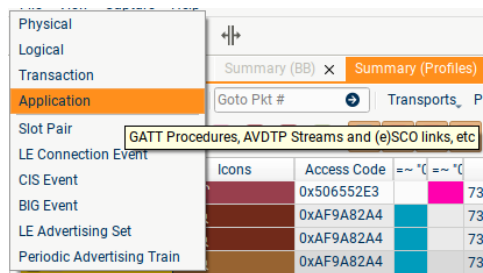 Physical
Logical
Transaction
Application
Slot Pair
LE Connection Event
CIS Event
BIG Event
LE Advertising Set
Periodic Advertising Train
Summary (BB) Summary (Profiles)
Goto Pkt # Transports
GATT Procedures, AVDTP Streams and (e)SCO links, etc
Icons Access Code
0x506552E3 73
0xAF9A82A4 73
0xAF9A82A4 73
0xAF9A82A4 73